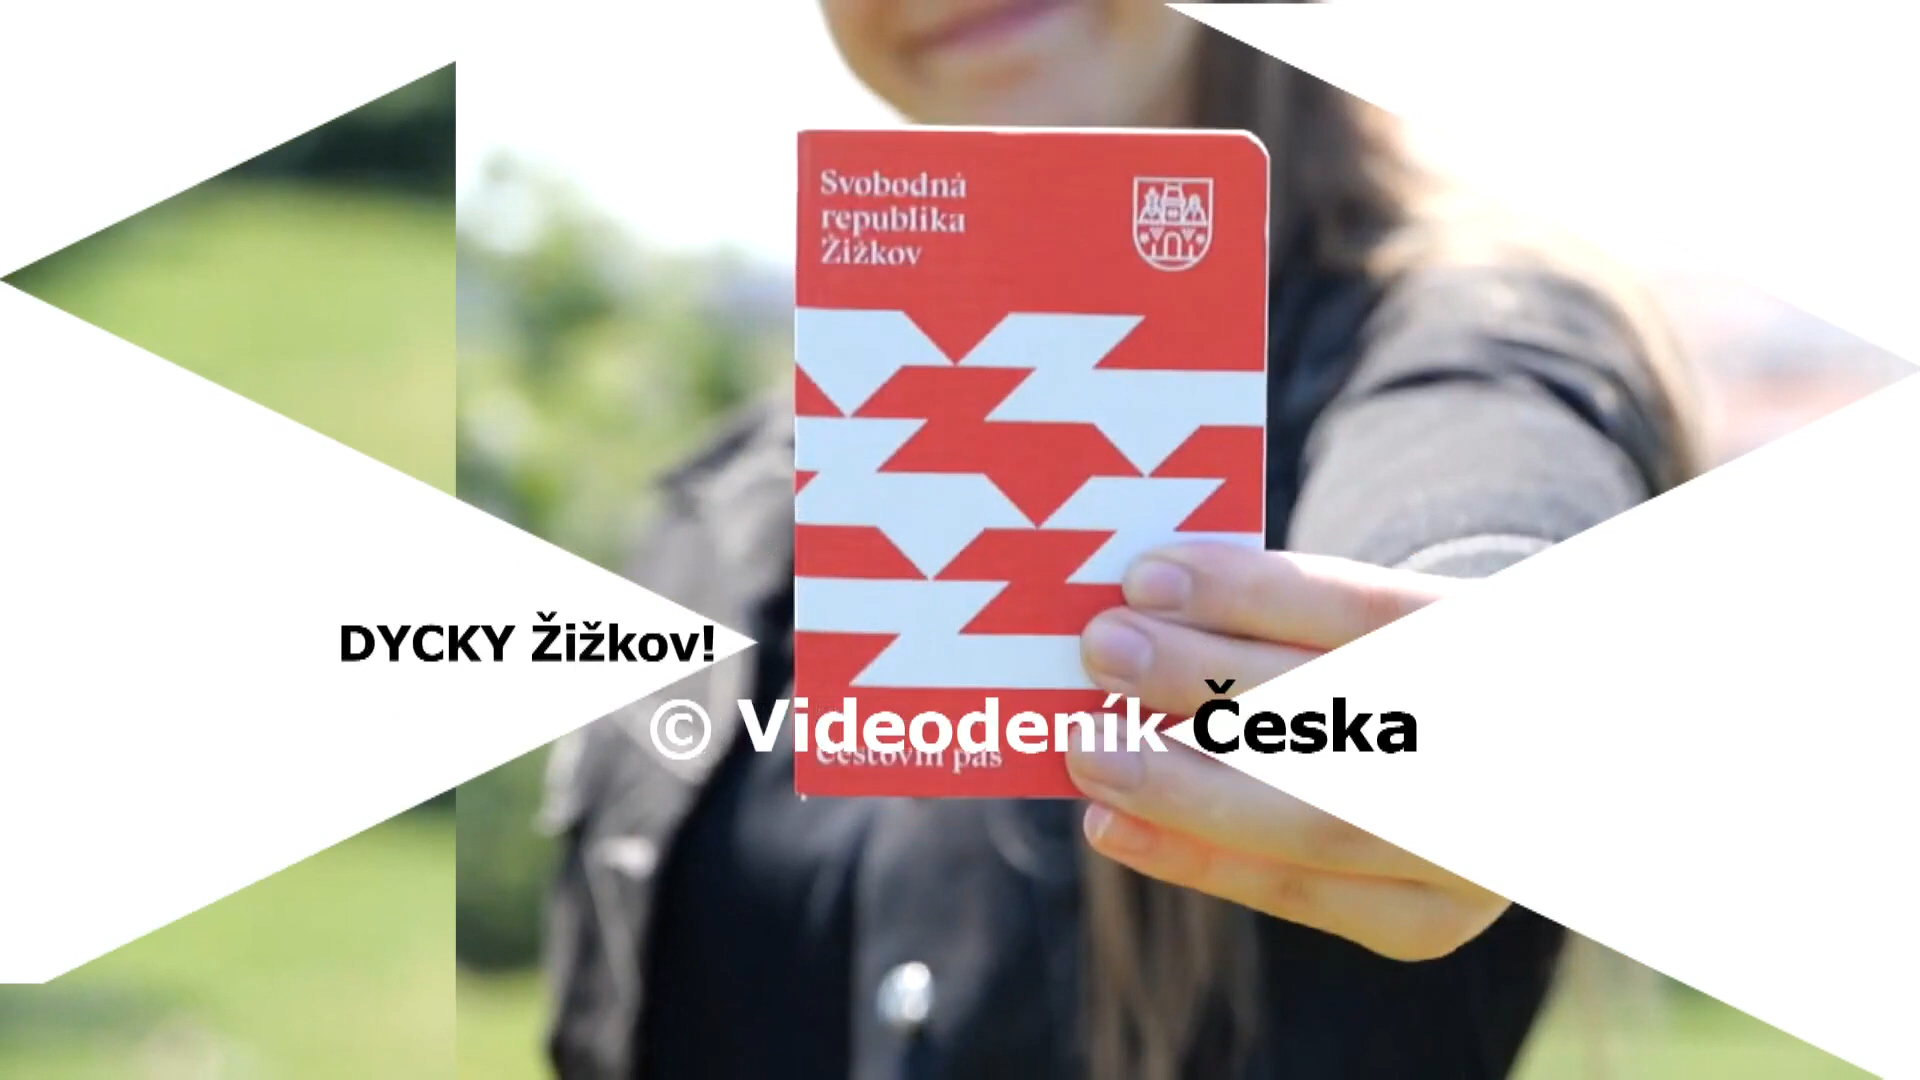 Svobodná
republika
Žižkov
DYCKY Žižkov!
© Videodeník Česka
Cestovní pas